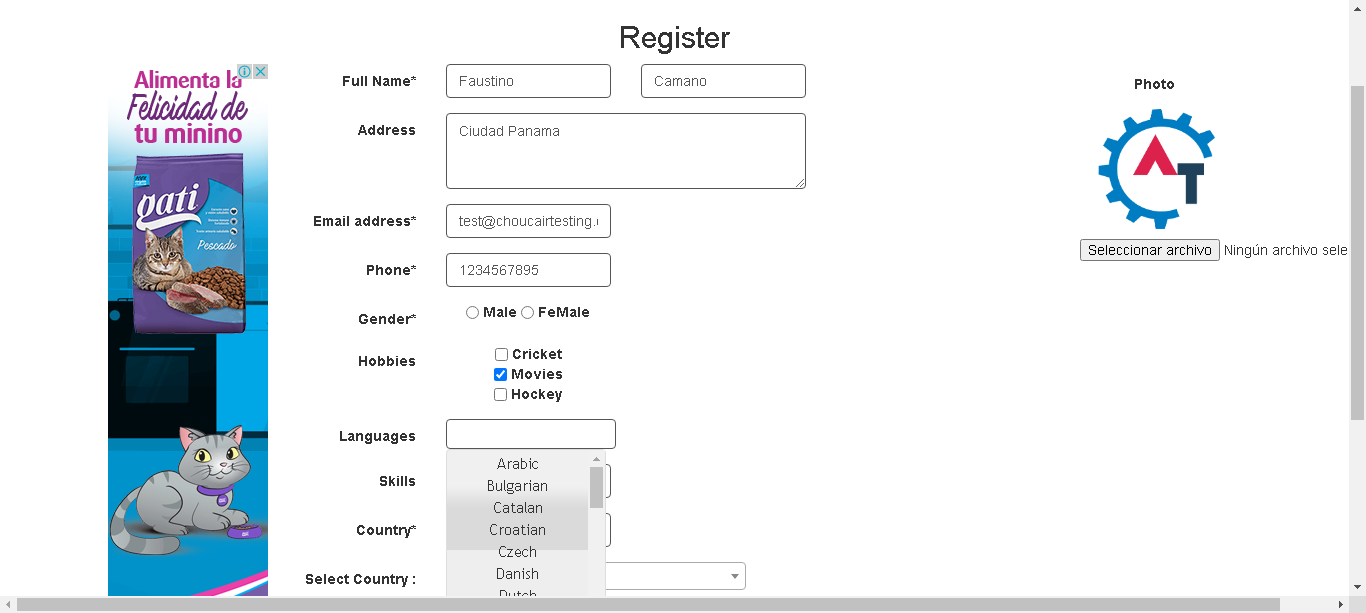 Register
Alimenta la
Felicidad de
tu minino
gati
Pescado
Full Name*
Faustino
Camano
Address
Ciudad Panama
Email address*
test@choucairtesting.
Phone*
1234567895
Gender*
Male
FeMale
Hobbies
Cricket
Movies
Hockey
Languages
Arabic
Bulgarian
Catalan
Croatian
Czech
Danish
Dutch
Skills
Country*
Select Country :
Photo
AT
Seleccionar archivo
Ningún archivo sele